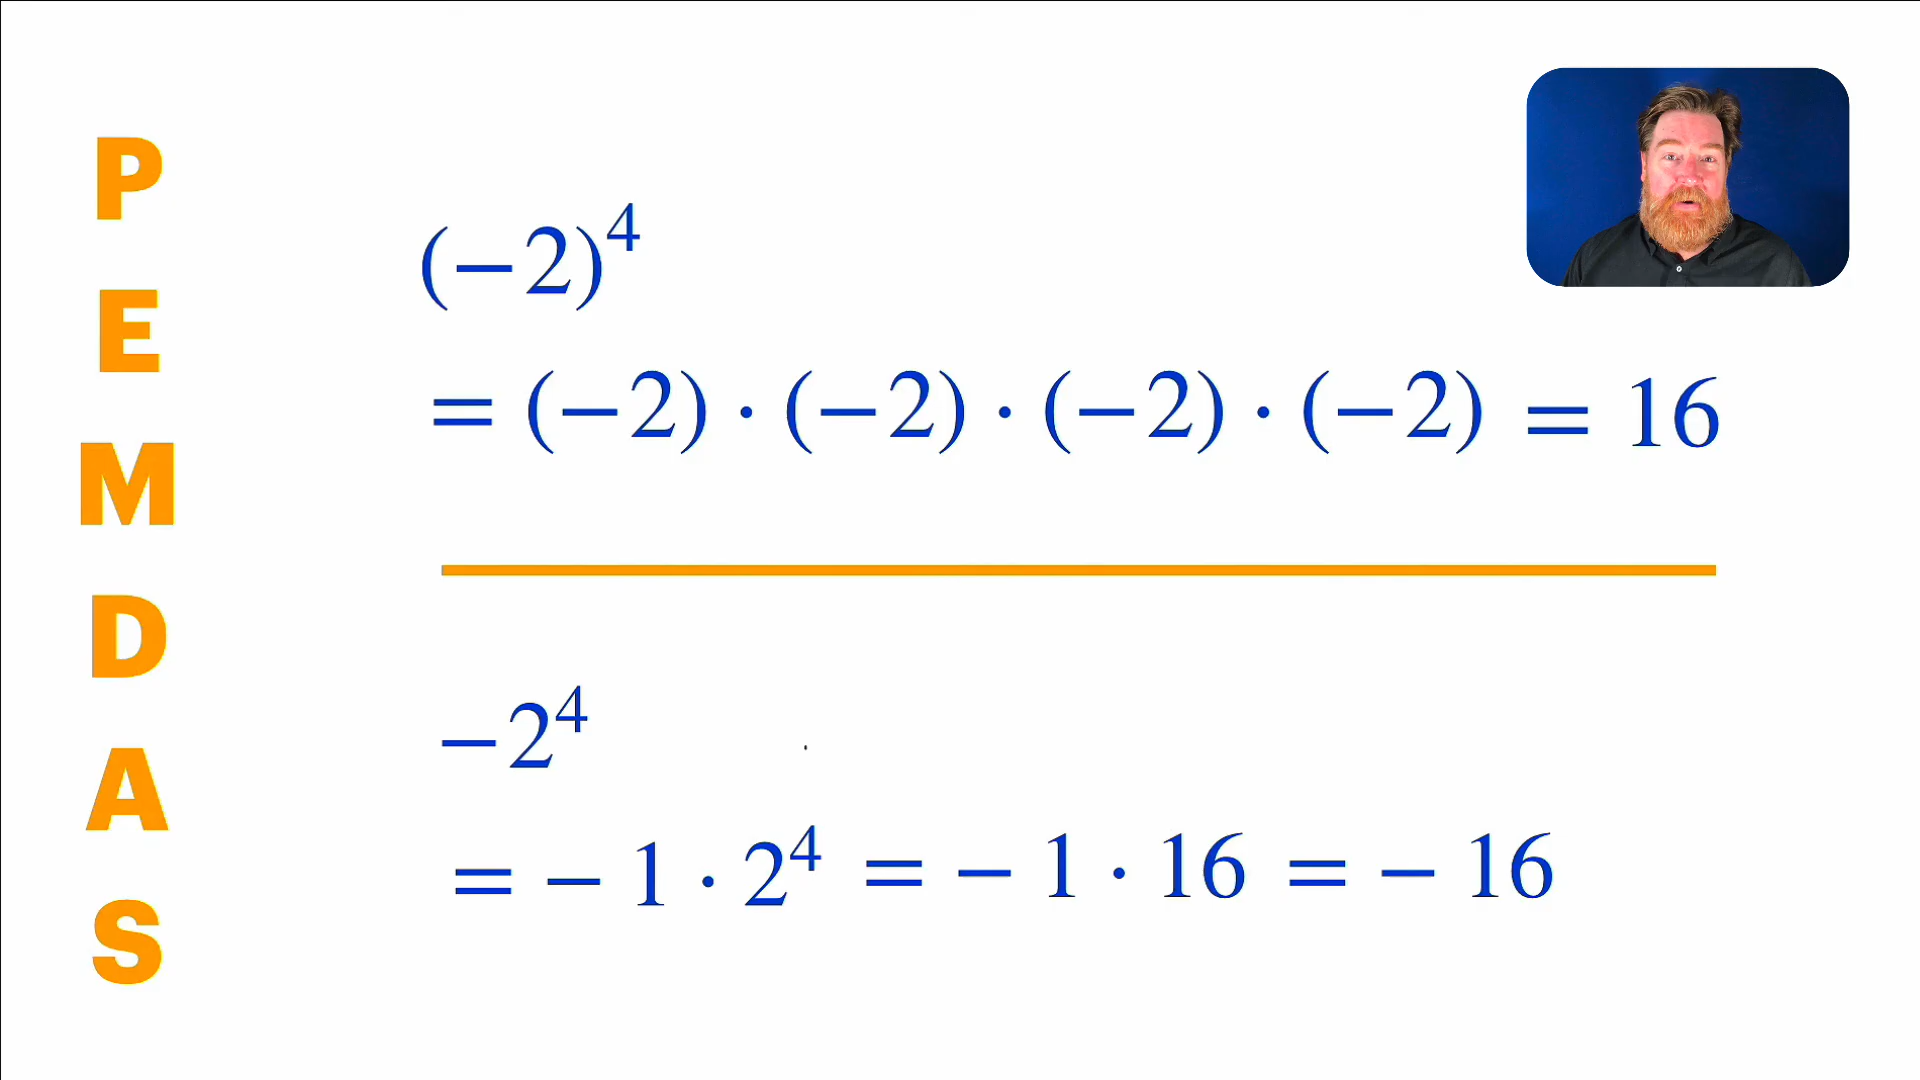 P
E
M
D
A
S
(−2)⁴
= (−2) · (−2) · (−2) · (−2) = 16
−2⁴
= − 1 · 2⁴ = − 1 · 16 = − 16